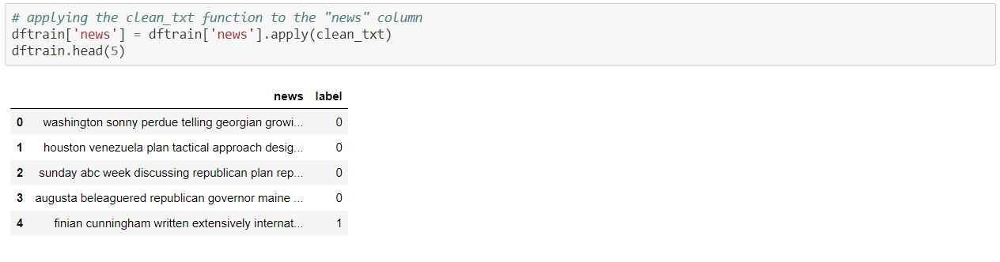 # applying the clean_txt function to the "news" column
dftrain['news'] = dftrain['news'].apply(clean_txt)
dftrain.head(5)
news label
0 washington sonny perdue telling georgian growi... 0
1 houston venezuela plan tactical approach desig... 0
2 sunday abc week discussing republican plan rep... 0
3 augusta beleaguered republican governor maine ... 0
4 finian cunningham written extensively internat... 1